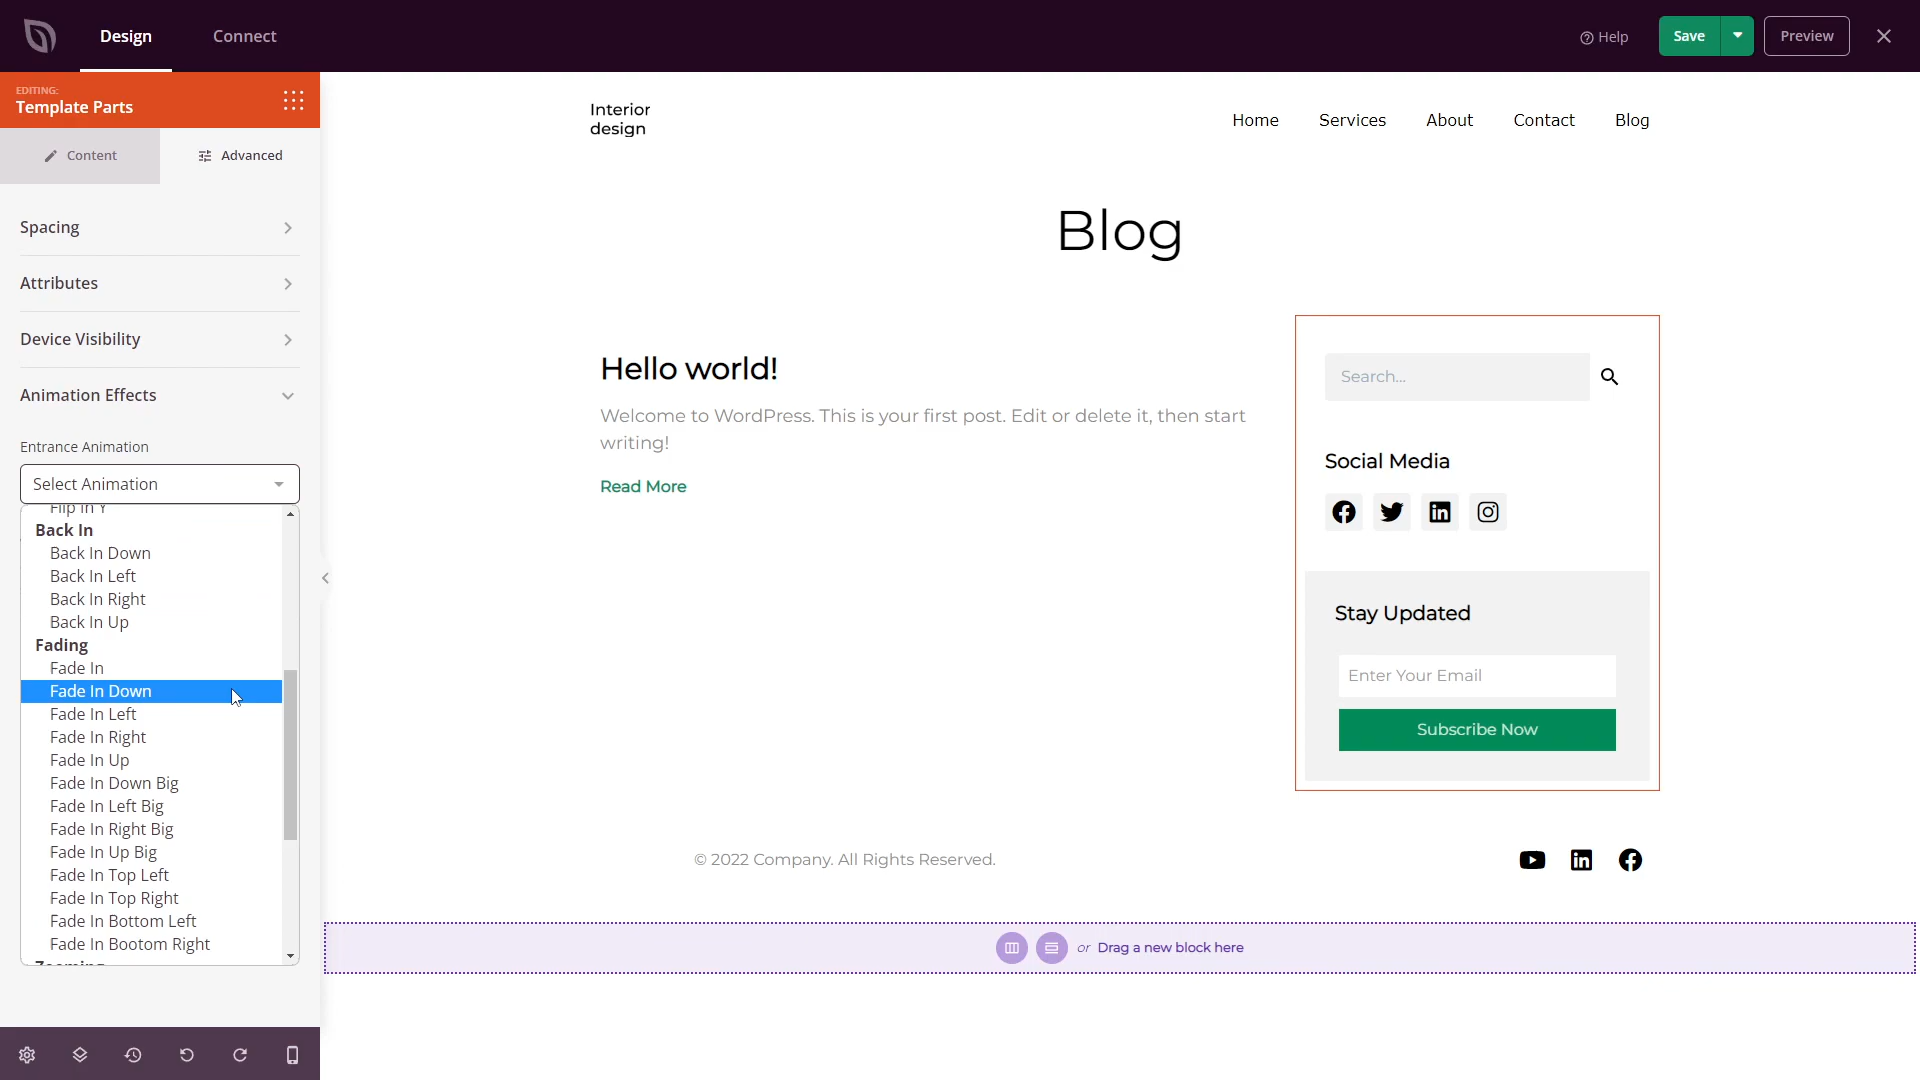 Design
Connect
Help
Save
Preview
EDITING:
Template Parts
Content
Advanced
Spacing
Attributes
Device Visibility
Animation Effects
Entrance Animation
Select Animation
Flip In Y
Back In
Back In Down
Back In Left
Back In Right
Back In Up
Fading
Fade In
Fade In Down
Fade In Left
Fade In Right
Fade In Up
Fade In Down Big
Fade In Left Big
Fade In Right Big
Fade In Up Big
Fade In Top Left
Fade In Top Right
Fade In Bottom Left
Fade In Bootom Right
Zooming
Interior
design
Home
Services
About
Contact
Blog
Blog
Hello world!
Welcome to WordPress. This is your first post. Edit or delete it, then start
writing!
Read More
Search...
Social Media
Stay Updated
Enter Your Email
Subscribe Now
© 2022 Company. All Rights Reserved.
or Drag a new block here